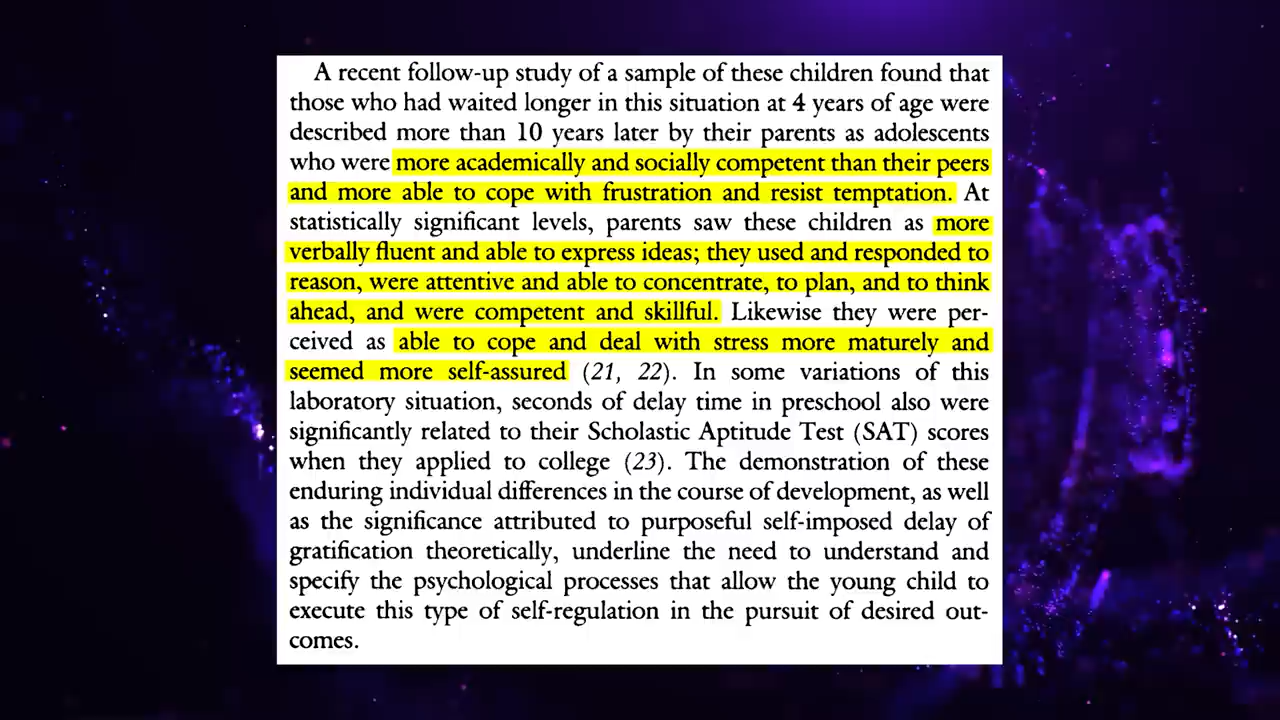 A recent follow-up study of a sample of these children found that
those who had waited longer in this situation at 4 years of age were
described more than 10 years later by their parents as adolescents
who were more academically and socially competent than their peers
and more able to cope with frustration and resist temptation. At
statistically significant levels, parents saw these children as more
verbally fluent and able to express ideas; they used and responded to
reason, were attentive and able to concentrate, to plan, and to think
ahead, and were competent and skillful. Likewise they were per-
ceived as able to cope and deal with stress more maturely and
seemed more self-assured (21, 22). In some variations of this
laboratory situation, seconds of delay time in preschool also were
significantly related to their Scholastic Aptitude Test (SAT) scores
when they applied to college (23). The demonstration of these
enduring individual differences in the course of development, as well
as the significance attributed to purposeful self-imposed delay of
gratification theoretically, underline the need to understand and
specify the psychological processes that allow the young child to
execute this type of self-regulation in the pursuit of desired out-
comes.